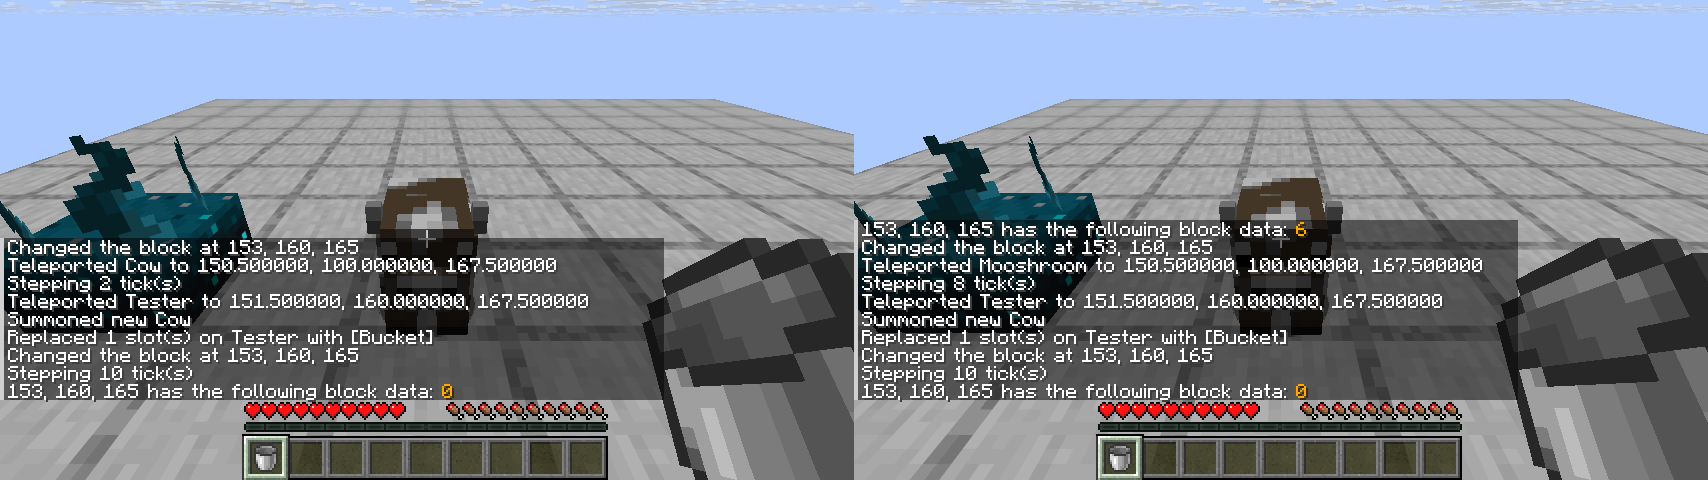 Changed the block at 153, 160, 165
Teleported Cow to 150.500000, 100.000000, 167.500000
Stepping 2 tick(s)
Teleported Tester to 151.500000, 160.000000, 167.500000
Summoned new Cow
Replaced 1 slot(s) on Tester with [Bucket]
Changed the block at 153, 160, 165
Stepping 10 tick(s)
153, 160, 165 has the following block data: 0
153, 160, 165 has the following block data: 6
Changed the block at 153, 160, 165
Teleported Mooshroom to 150.500000, 100.000000, 167.500000
Stepping 8 tick(s)
Teleported Tester to 151.500000, 160.000000, 167.500000
Summoned new Cow
Replaced 1 slot(s) on Tester with [Bucket]
Changed the block at 153, 160, 165
Stepping 10 tick(s)
153, 160, 165 has the following block data: 0